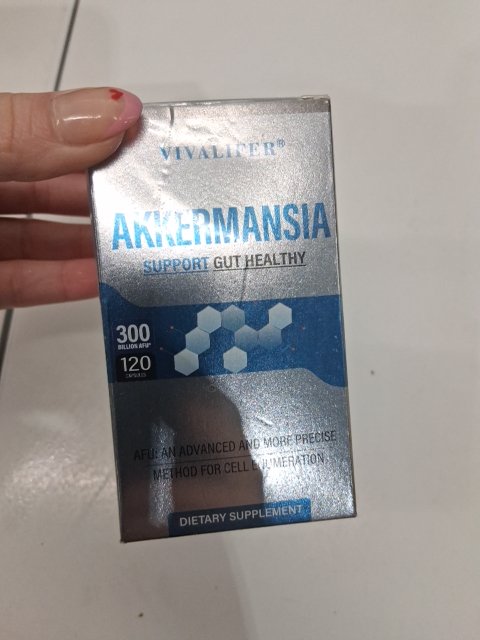 VIVALIFER®
AKKERMANSIA
SUPPORT GUT HEALTHY
300
BILLION AFU*
120
CAPSULES
AFU: AN ADVANCED AND MORE PRECISE
METHOD FOR CELL ENUMERATION
DIETARY SUPPLEMENT